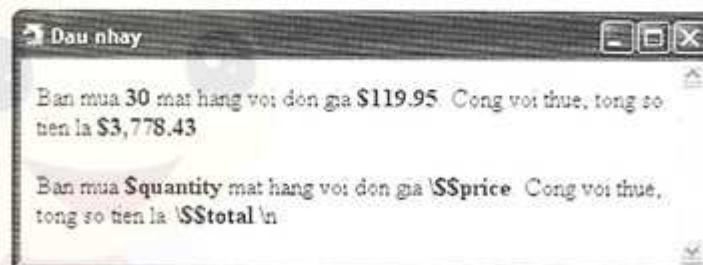 Dau nhay
Ban mua 30 mat hang voi don gia $119.95 Cong voi thue, tong so
tien la $3,778.43
Ban mua $quantity mat hang voi don gia \$$price Cong voi thue,
tong so tien la \$$total \n